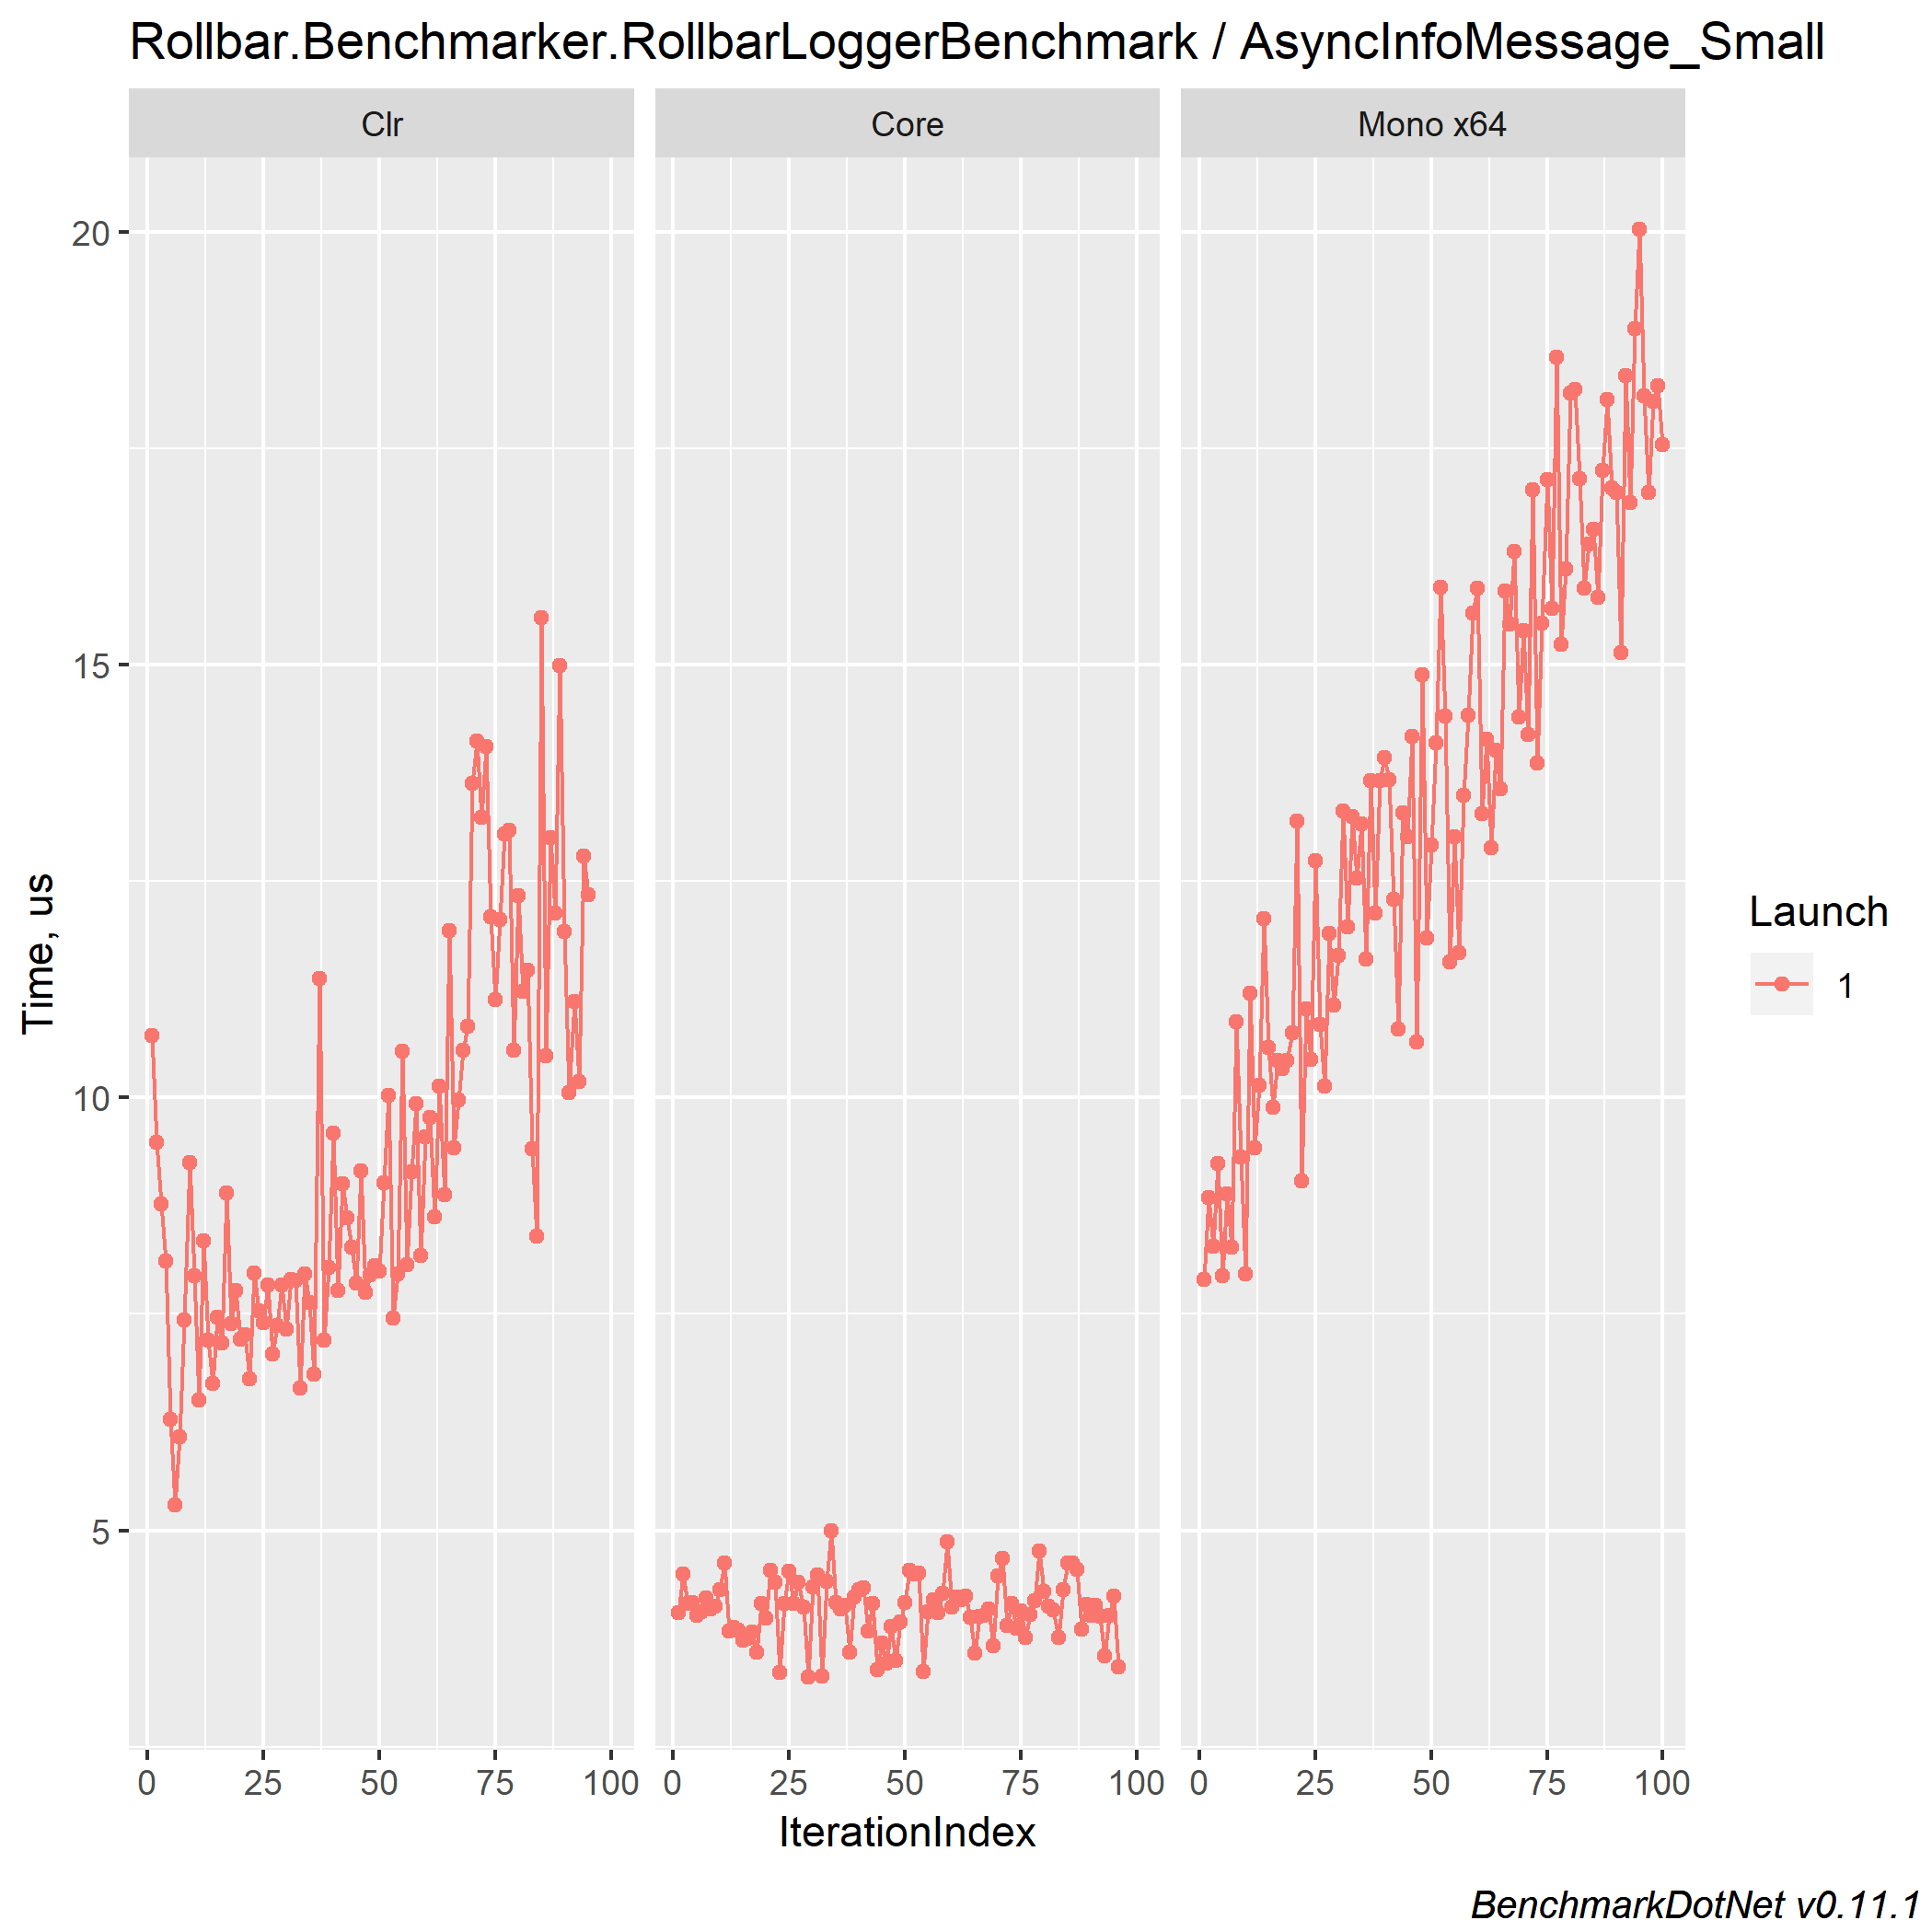 Rollbar.Benchmarker.RollbarLoggerBenchmark / AsyncInfoMessage_Small
Clr
Core
Mono x64
20
15
10
5
Time, us
0 25 50 75 100
0 25 50 75 100
0 25 50 75 100
IterationIndex
Launch
1
BenchmarkDotNet v0.11.1